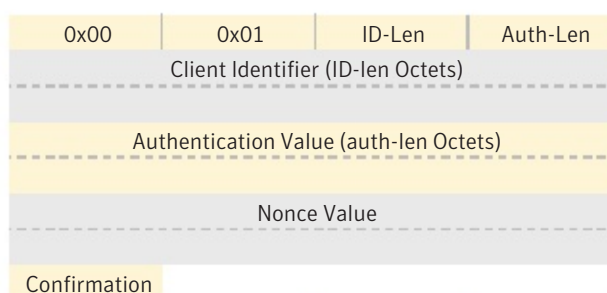 0x00 0x01 ID-Len Auth-Len
Client Identifier (ID-len Octets)
Authentication Value (auth-len Octets)
Nonce Value
Confirmation